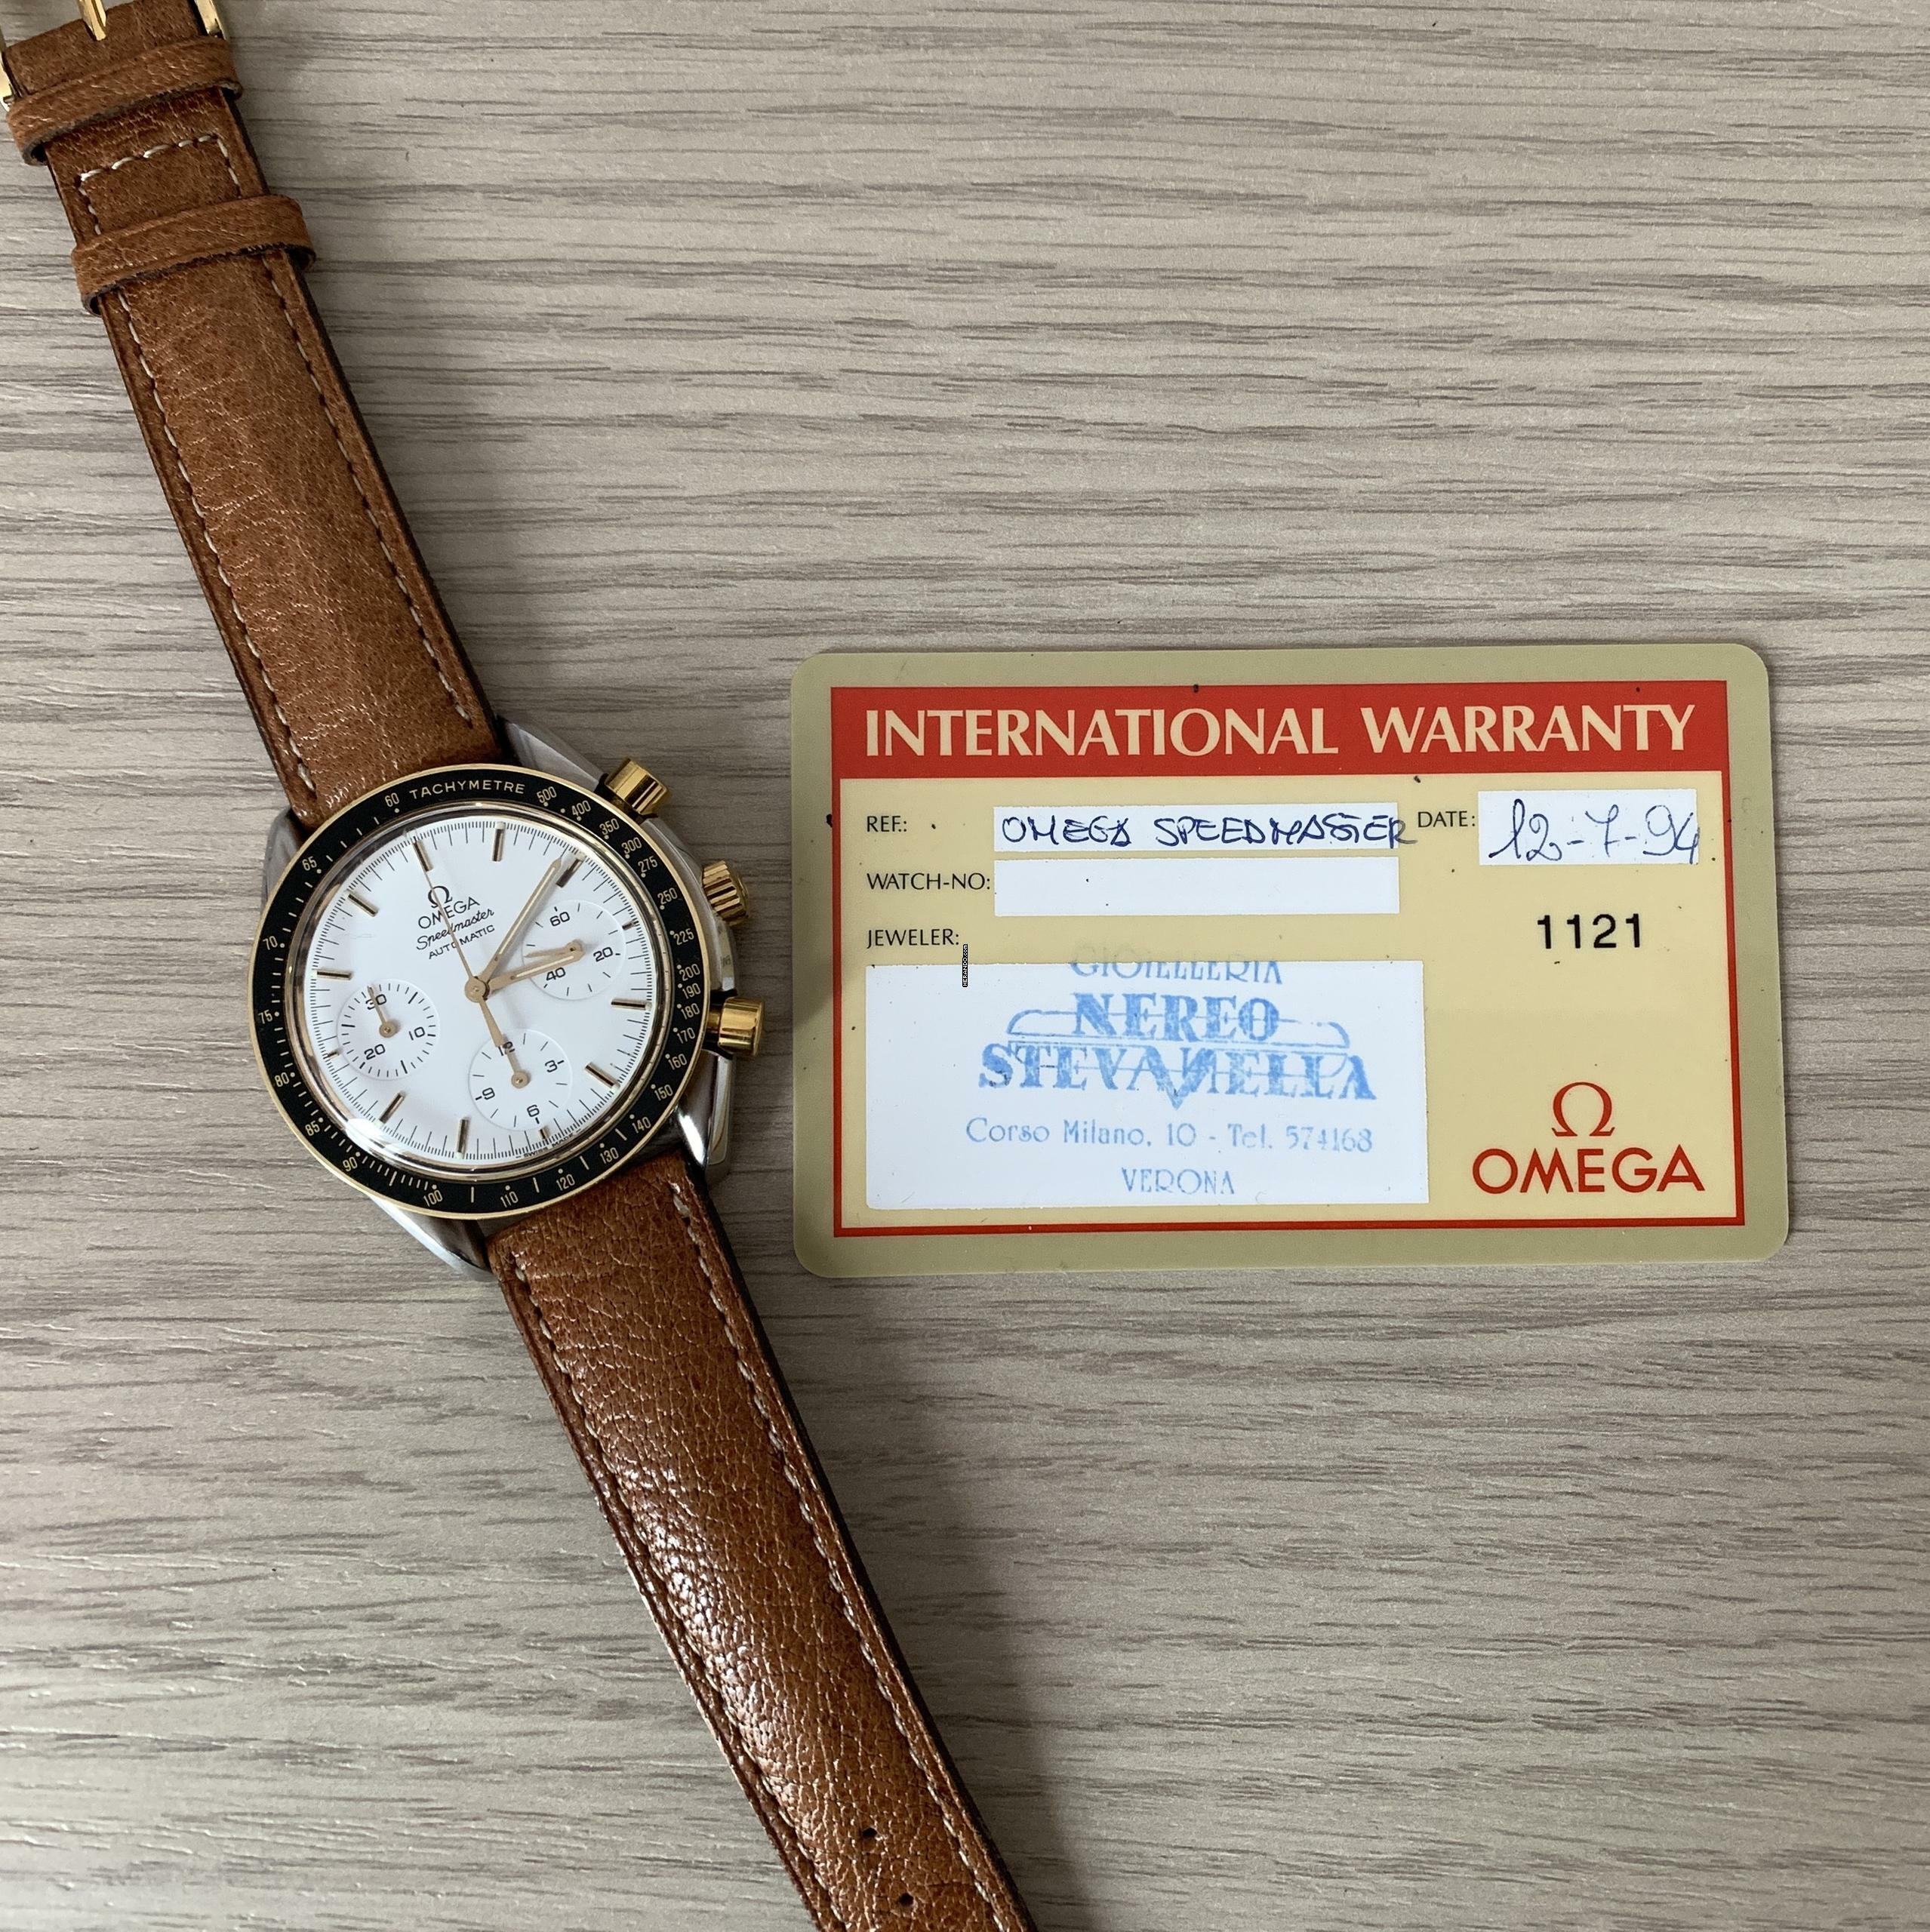 TACHYMETRE 500 400 350 300 275 250 225 200 190 180 170 160 150 140 130 120 110 100 90 85 80 75 70 65 60
Ω
OMEGA
Speedmaster
AUTOMATIC
60 20 40
30 10 20
12 3 6 9
INTERNATIONAL WARRANTY
REF.: OMEGA SPEEDMASTER DATE: 12-7-94
WATCH-NO:
1121
JEWELER:
GIOIELLERIA
NEREO
STEVANELLA
Corso Milano, 10 - Tel. 574168
VERONA
Ω
OMEGA